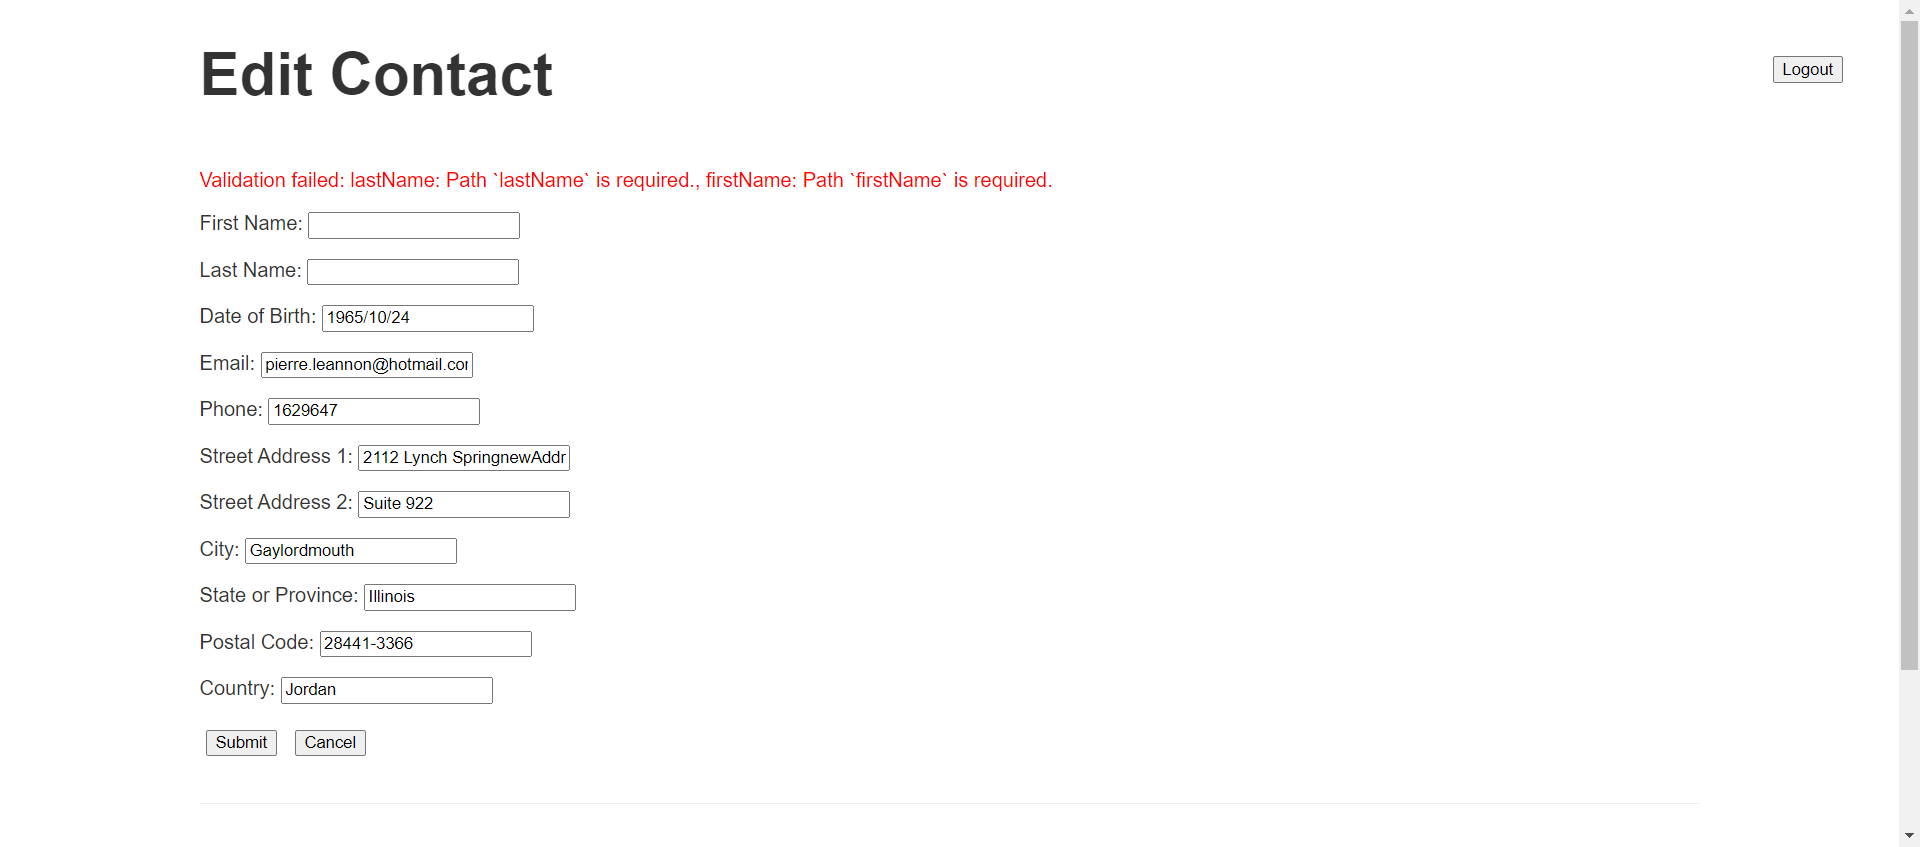 Edit Contact
Logout
Validation failed: lastName: Path `lastName` is required., firstName: Path `firstName` is required.
First Name:
Last Name:
Date of Birth: 1965/10/24
Email: pierre.leannon@hotmail.cor
Phone: 1629647
Street Address 1: 2112 Lynch SpringnewAddr
Street Address 2: Suite 922
City: Gaylordmouth
State or Province: Illinois
Postal Code: 28441-3366
Country: Jordan
Submit Cancel